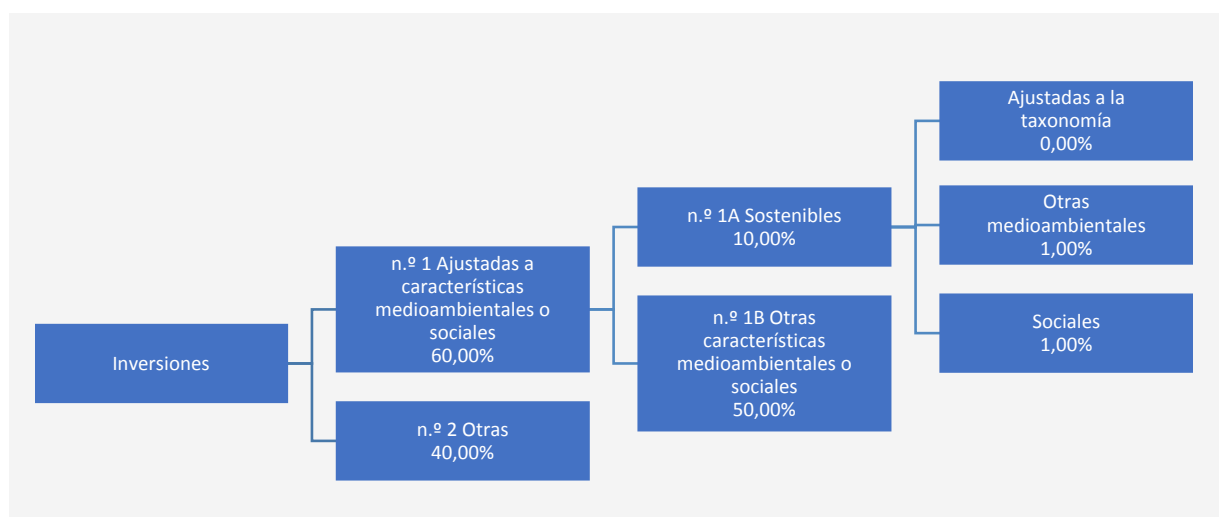 Inversiones
n.º 1 Ajustadas a
características
medioambientales o
sociales
60,00%
n.º 2 Otras
40,00%
n.º 1A Sostenibles
10,00%
n.º 1B Otras
características
medioambientales o
sociales
50,00%
Ajustadas a la
taxonomía
0,00%
Otras
medioambientales
1,00%
Sociales
1,00%